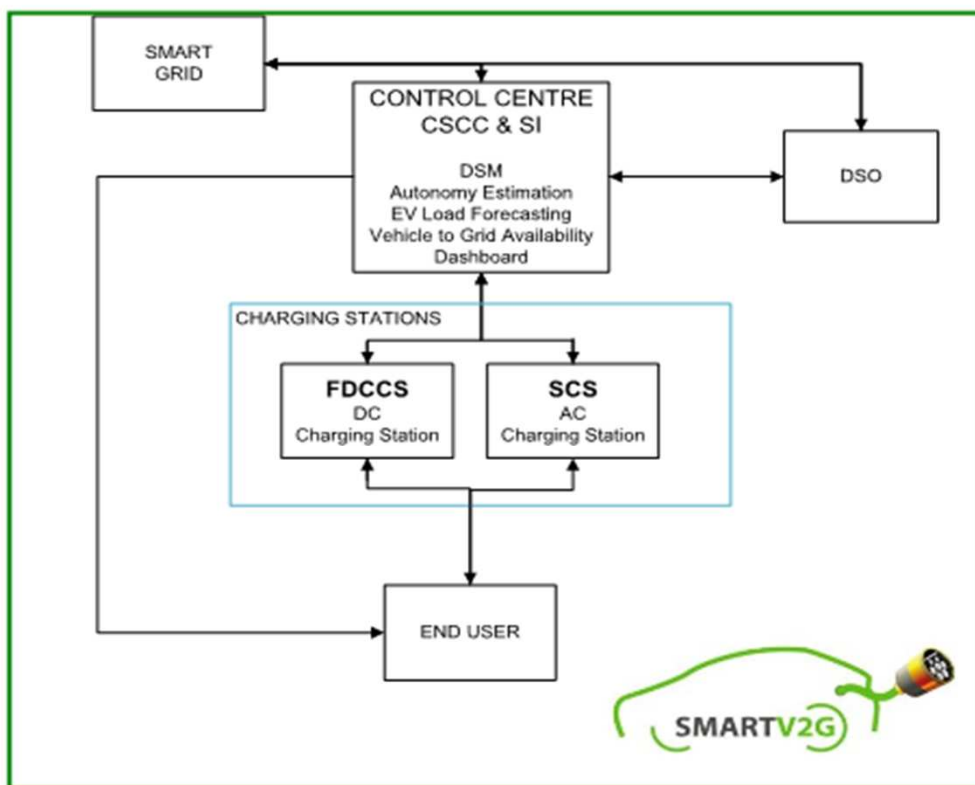 SMART
GRID
CONTROL CENTRE
CSCC & SI
DSM
Autonomy Estimation
EV Load Forecasting
Vehicle to Grid Availability
Dashboard
DSO
CHARGING STATIONS
FDCCS
DC
Charging Station
SCS
AC
Charging Station
END USER
SMARTV2G